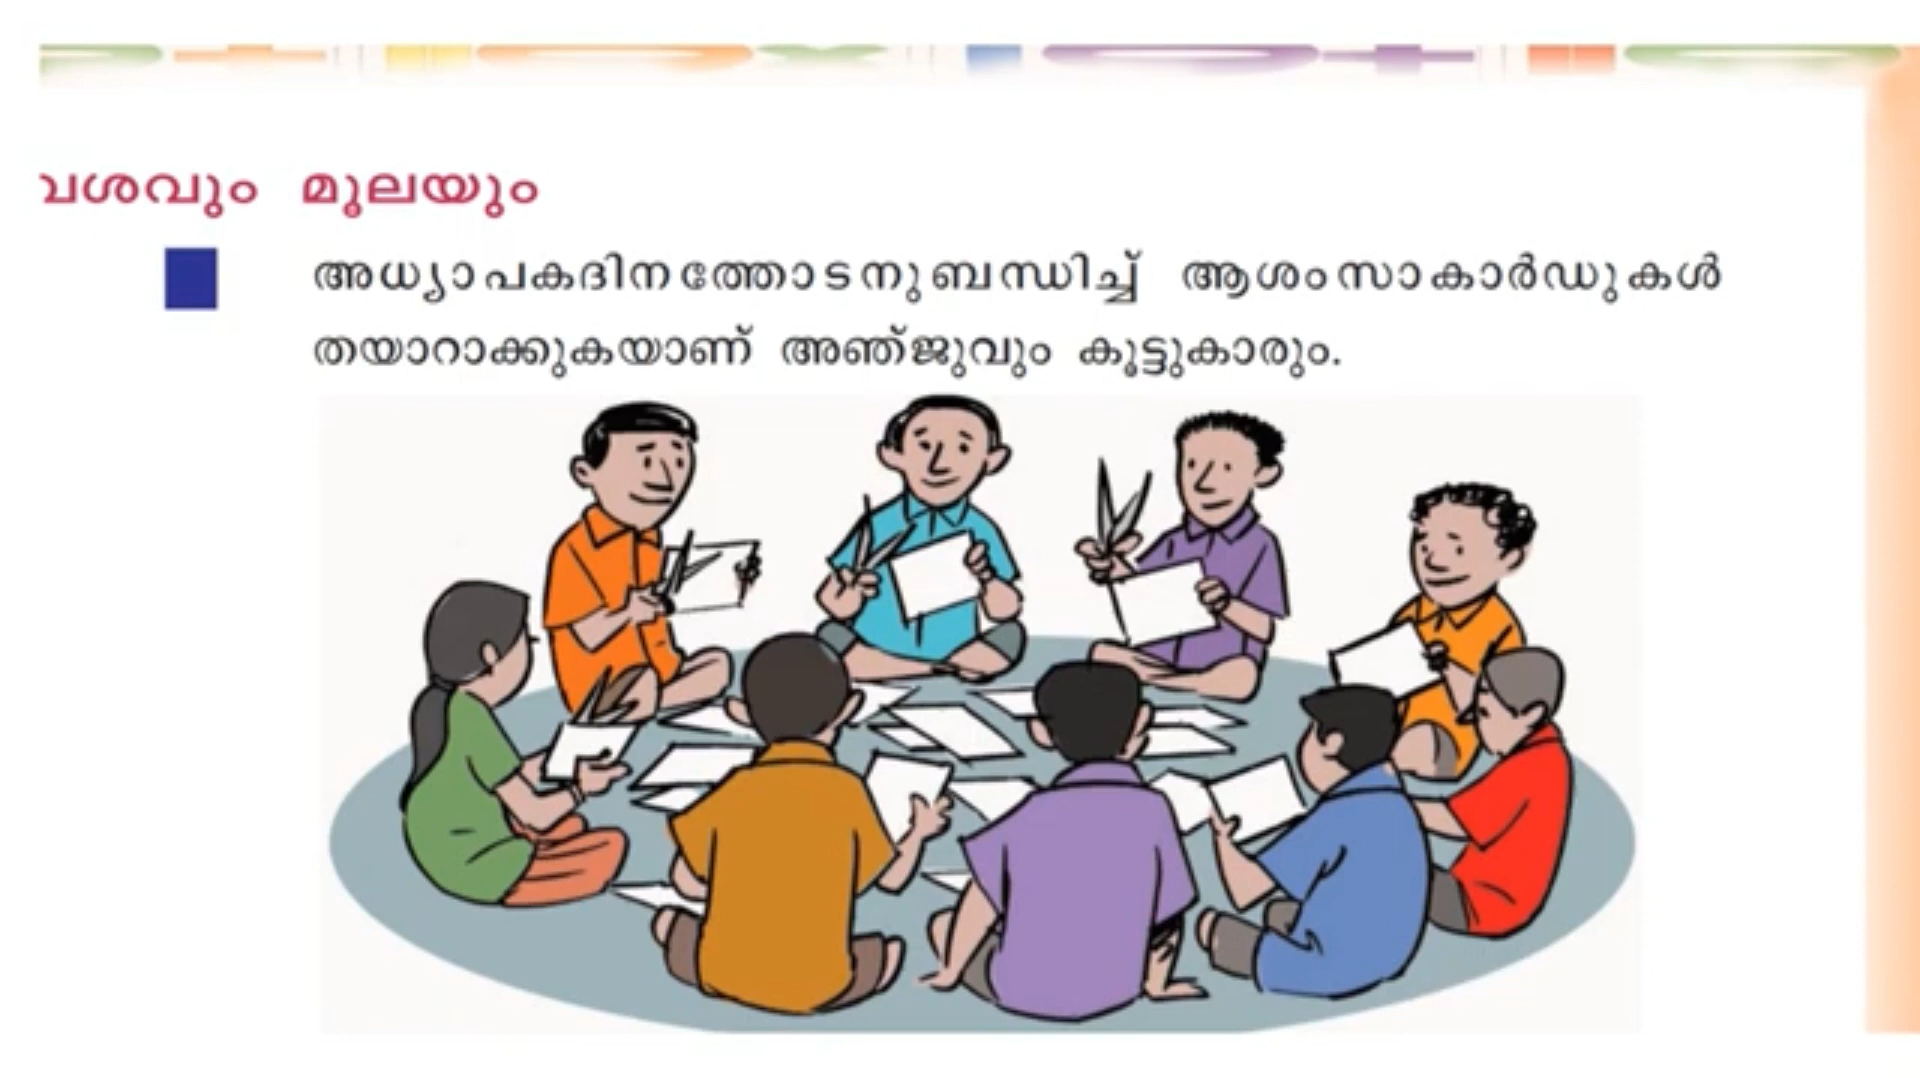 വശവും മൂലയും
അധ്യാപകദിനത്തോടനുബന്ധിച്ച് ആശംസാകാർഡുകൾ
തയാറാക്കുകയാണ് അഞ്ജുവും കൂട്ടുകാരും.